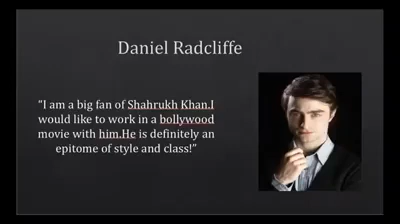 Daniel Radcliffe
“I am a big fan of Shahrukh Khan.I
would like to work in a bollywood
movie with him.He is definitely an
epitome of style and class!”